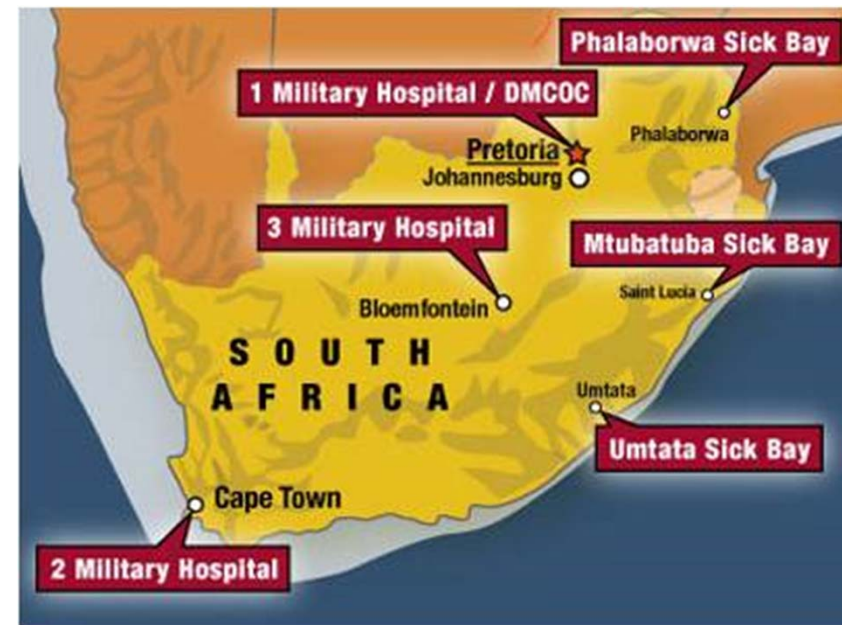 Phalaborwa Sick Bay
1 Military Hospital / DMCOC
Phalaborwa
Pretoria
Johannesburg
3 Military Hospital
Mtubatuba Sick Bay
Saint Lucia
Bloemfontein
SOUTH
AFRICA
Umtata
Umtata Sick Bay
Cape Town
2 Military Hospital